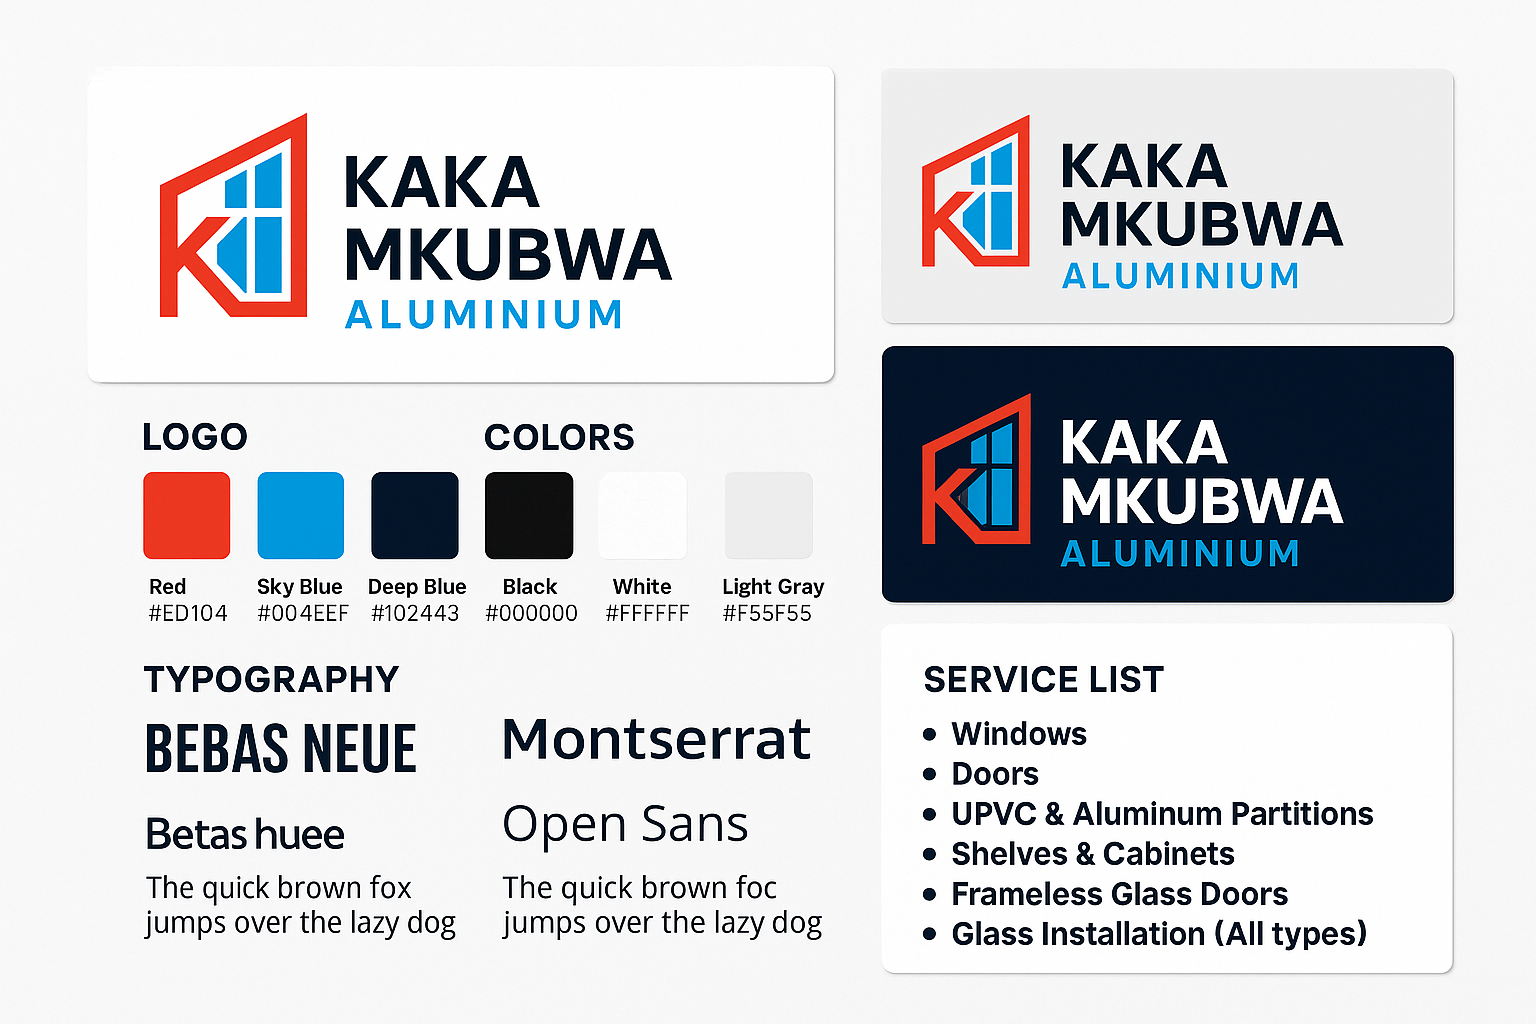 KAKA
MKUBWA
ALUMINIUM
LOGO
COLORS
Red
#ED104
Sky Blue
#004EEF
Deep Blue
#102443
Black
#000000
White
#FFFFFF
Light Gray
#F55F55
TYPOGRAPHY
BEBAS NEUE
Betas huee
The quick brown fox
jumps over the lazy dog
Montserrat
Open Sans
The quick brown foc
jumps over the lazy dog
KAKA
MKUBWA
ALUMINIUM
KAKA
MKUBWA
ALUMINIUM
SERVICE LIST
• Windows
• Doors
• UPVC & Aluminum Partitions
• Shelves & Cabinets
• Frameless Glass Doors
• Glass Installation (All types)